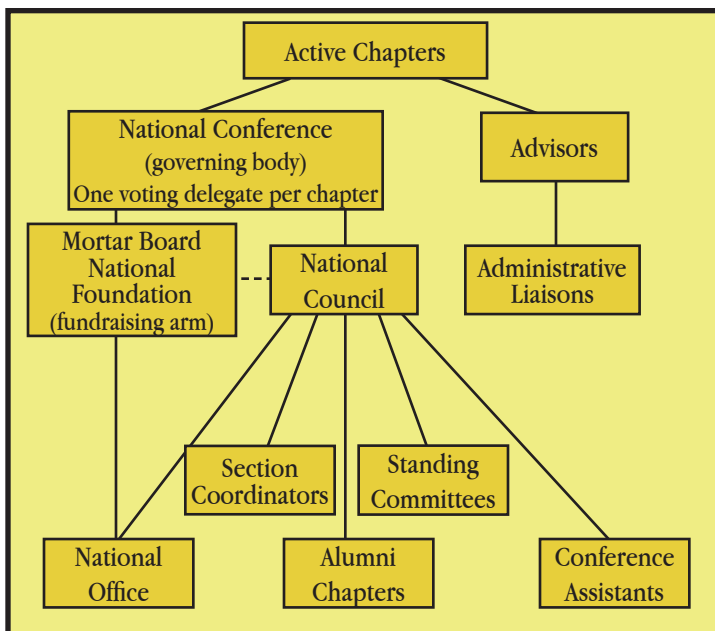 Active Chapters
National Conference
(governing body)
One voting delegate per chapter
Advisors
Mortar Board
National
Foundation
(fundraising arm)
National
Council
Administrative
Liaisons
Section
Coordinators
Standing
Committees
National
Office
Alumni
Chapters
Conference
Assistants